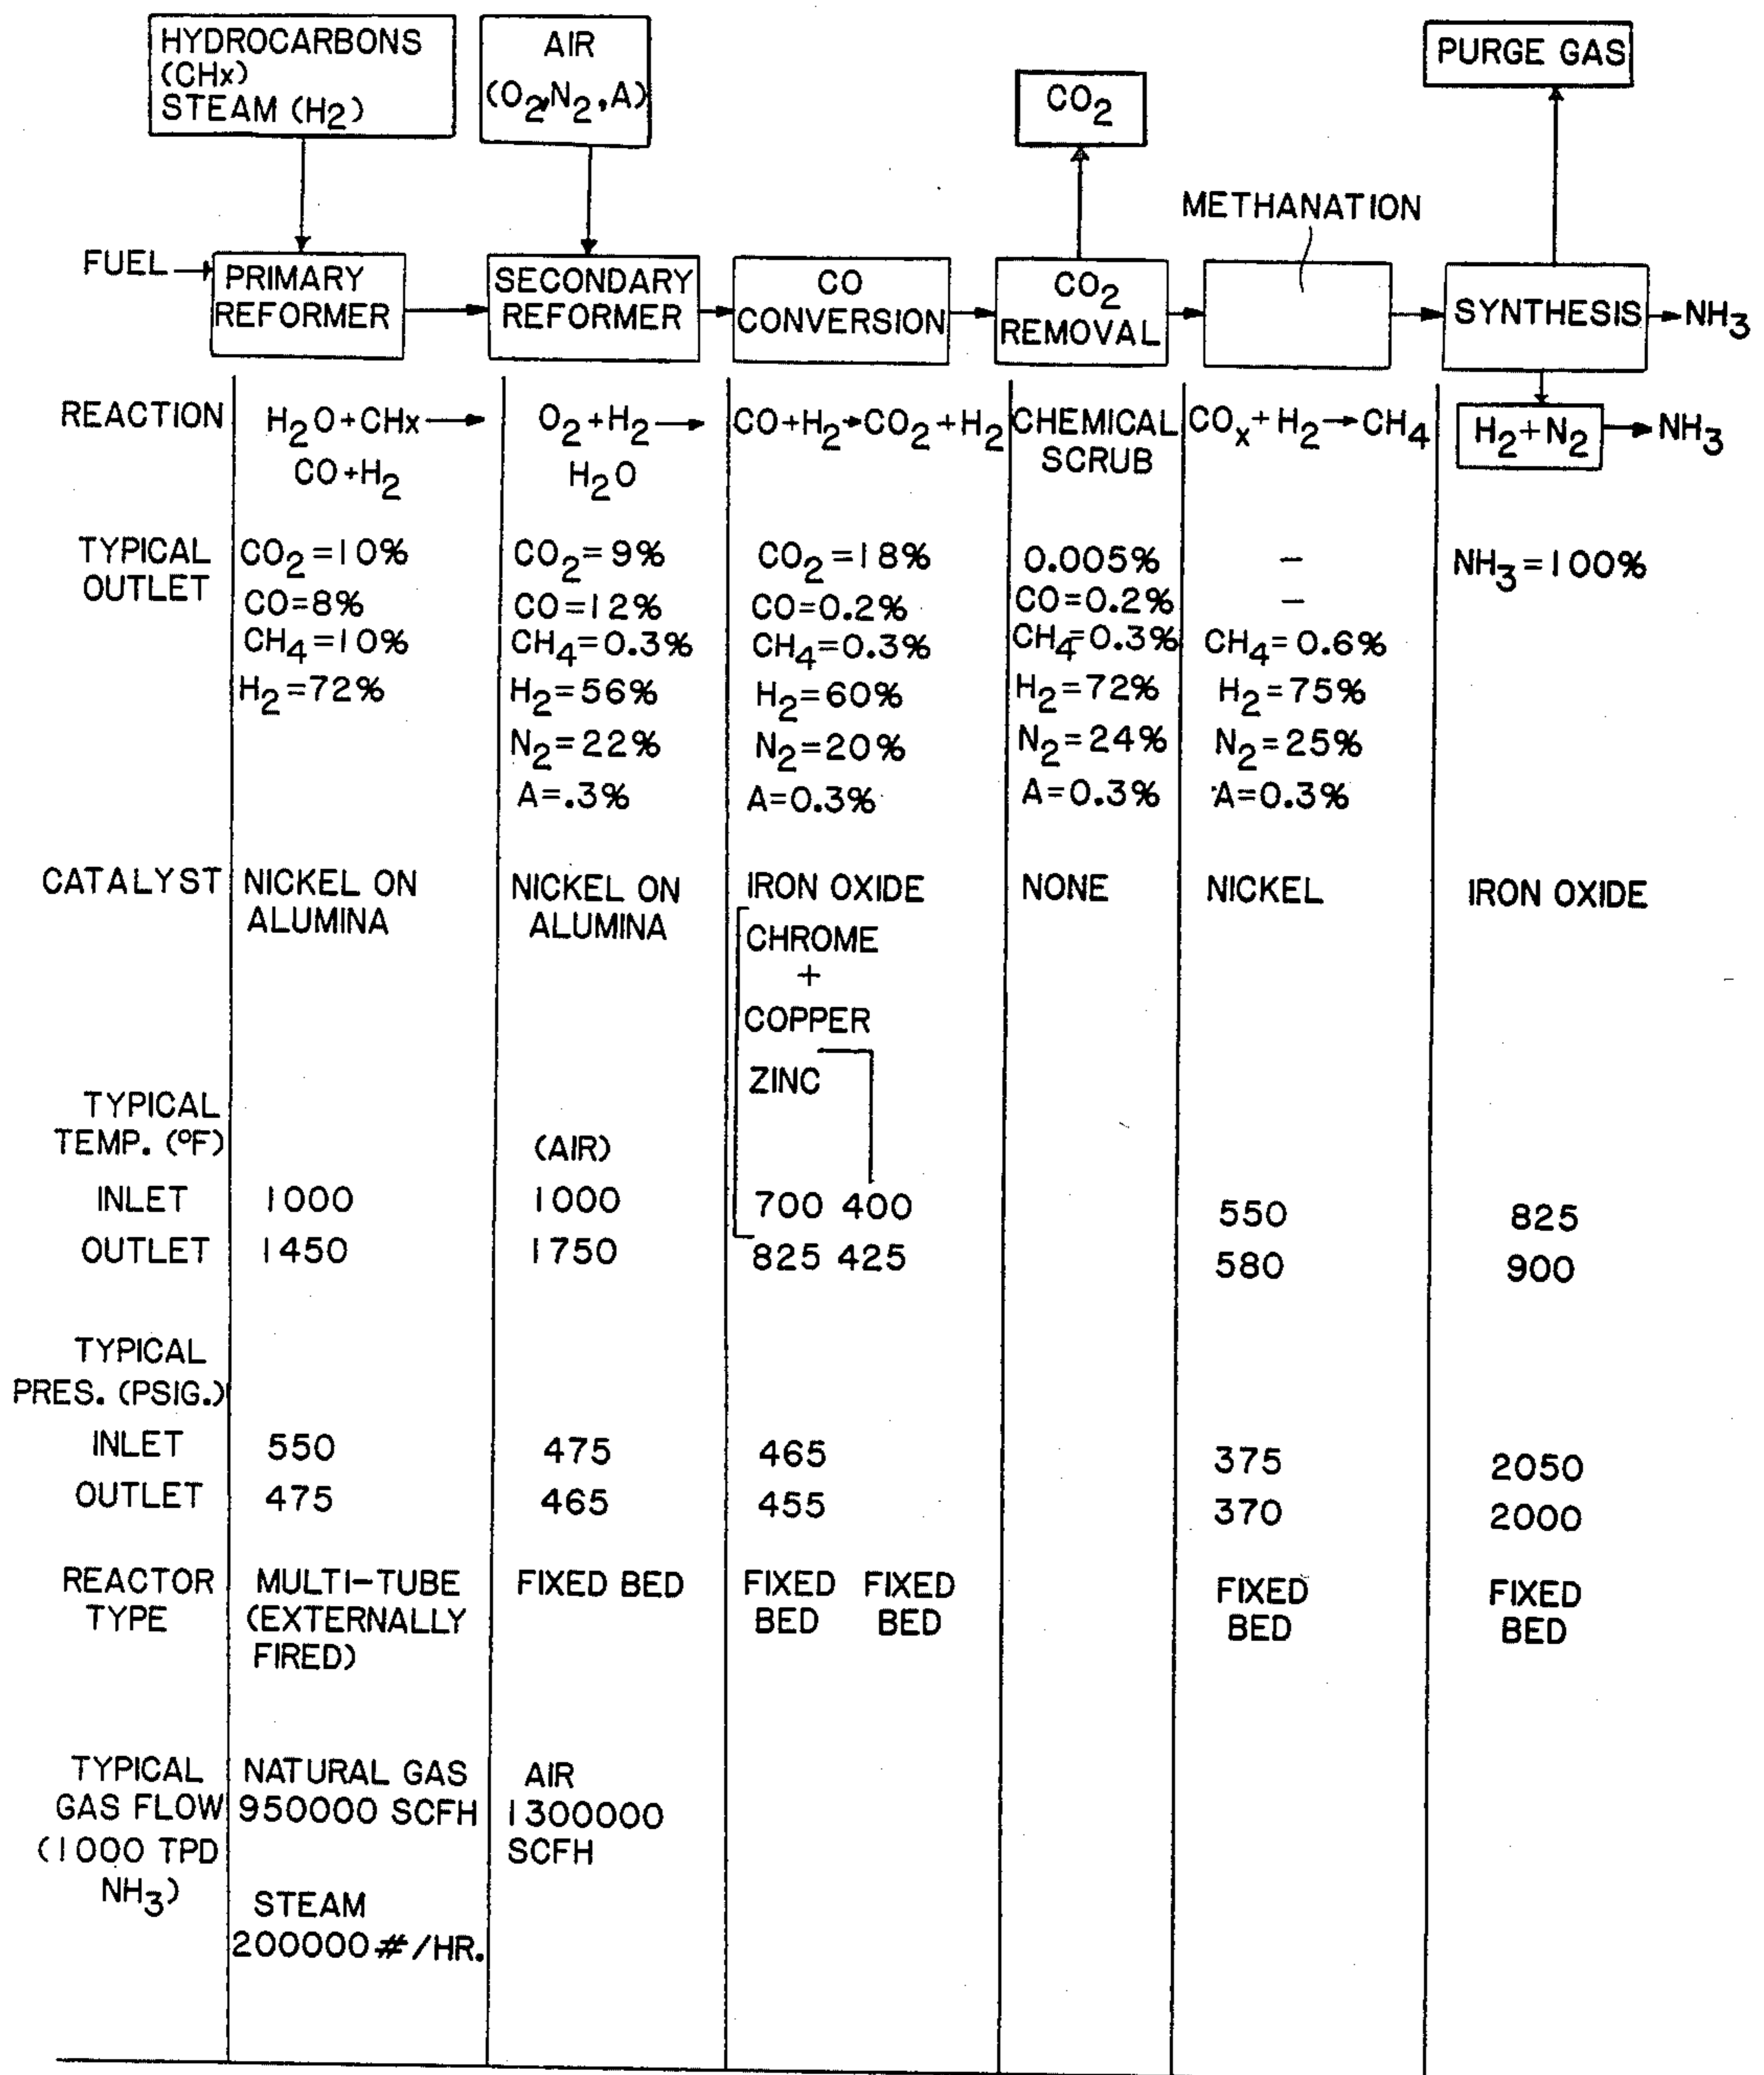 HYDROCARBONS
(CHx)
STEAM (H2)
AIR
(O2,N2,A)
CO2
PURGE GAS
METHANATION
FUEL
PRIMARY
REFORMER
SECONDARY
REFORMER
CO
CONVERSION
CO2
REMOVAL
SYNTHESIS
NH3
REACTION
H2O+CHx→
CO+H2
O2+H2→
H2O
CO+H2→CO2+H2
CHEMICAL
SCRUB
COx+H2→CH4
H2+N2
→NH3
TYPICAL
OUTLET
CO2=10%
CO=8%
CH4=10%
H2=72%
CO2=9%
CO=12%
CH4=0.3%
H2=56%
N2=22%
A=.3%
CO2=18%
CO=0.2%
CH4=0.3%
H2=60%
N2=20%
A=0.3%
0.005%
CO=0.2%
CH4=0.3%
H2=72%
N2=24%
A=0.3%
–
–
CH4=0.6%
H2=75%
N2=25%
A=0.3%
NH3=100%
CATALYST
NICKEL ON
ALUMINA
NICKEL ON
ALUMINA
IRON OXIDE
CHROME
+
COPPER
ZINC
NONE
NICKEL
IRON OXIDE
TYPICAL
TEMP. (°F)
(AIR)
INLET 1000 1000 700 400 550 825
OUTLET 1450 1750 825 425 580 900
TYPICAL
PRES. (PSIG.)
INLET 550 475 465 375 2050
OUTLET 475 465 455 370 2000
REACTOR
TYPE
MULTI-TUBE
(EXTERNALLY
FIRED)
FIXED BED
FIXED
BED
FIXED
BED
FIXED
BED
FIXED
BED
TYPICAL
GAS FLOW
(1000 TPD
NH3)
NATURAL GAS
950000 SCFH
STEAM
200000#/HR.
AIR
1300000
SCFH